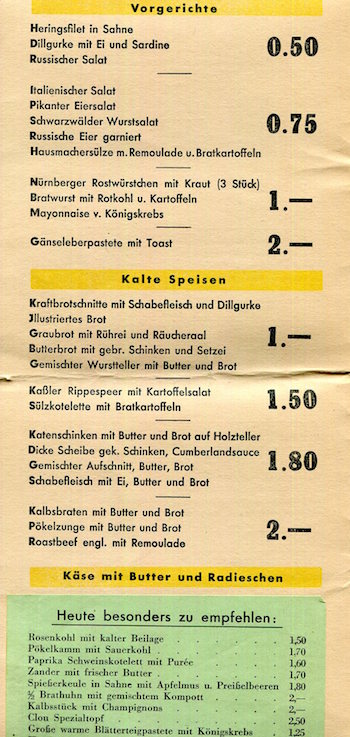 Vorgerichte
Heringsfilet in Sahne
Dillgurke mit Ei und Sardine
Russischer Salat
0.50
Italienischer Salat
Pikanter Eiersalat
Schwarzwälder Wurstsalat
Russische Eier garniert
Hausmachersülze m. Remoulade u. Bratkartoffeln
0.75
Nürnberger Rostwürstchen mit Kraut (3 Stück)
Bratwurst mit Rotkohl u. Kartoffeln
Mayonnaise v. Königskrebs
1.—
Gänseleberpastete mit Toast
2.—
Kalte Speisen
Kraftbrotschnitte mit Schabefleisch und Dillgurke
Jllustriertes Brot
Graubrot mit Rührei und Räucheraal
Butterbrot mit gebr. Schinken und Setzei
Gemischter Wurstteller mit Butter und Brot
1.—
Kaßler Rippespeer mit Kartoffelsalat
Sülzkotelette mit Bratkartoffeln
1.50
Katenschinken mit Butter und Brot auf Holzteller
Dicke Scheibe gek. Schinken, Cumberlandsauce
Gemischter Aufschnitt, Butter, Brot
Schabefleisch mit Ei, Butter und Brot
1.80
Kalbsbraten mit Butter und Brot
Pökelzunge mit Butter und Brot
Roastbeef engl. mit Remoulade
2.—
Käse mit Butter und Radieschen
Heute besonders zu empfehlen:
Rosenkohl mit kalter Beilage . . . . . 1,50
Pökelkamm mit Sauerkohl . . . . . 1,70
Paprika Schweinskotelett mit Purée . . . . 1,60
Zander mit frischer Butter . . . . . 1,70
Spießerkeule in Sahne mit Apfelmus u. Preißelbeeren 1,80
½ Brathuhn mit gemischtem Kompott . . . 2,—
Kalbsstück mit Champignons . . . . 2,—
Clou Spezialtopf . . . . . . 2,50
Große warme Blätterteigpastete mit Königskrebs 1.25